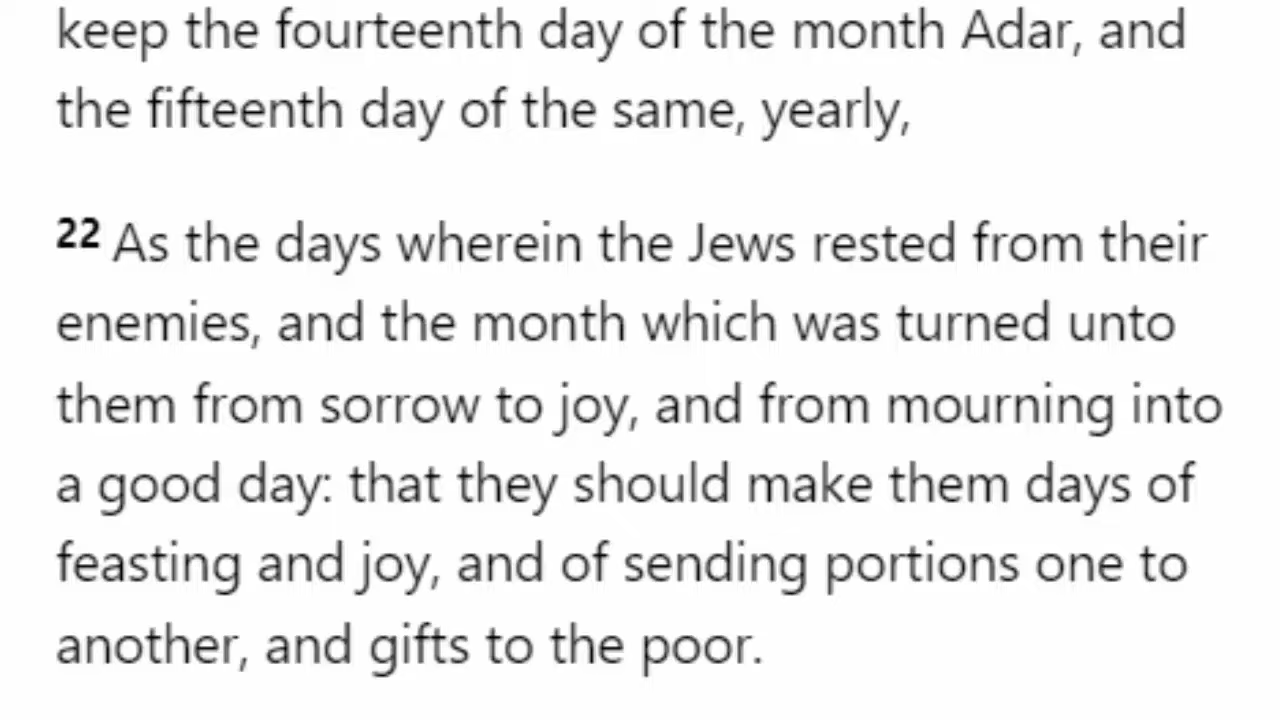 keep the fourteenth day of the month Adar, and
the fifteenth day of the same, yearly,
22 As the days wherein the Jews rested from their
enemies, and the month which was turned unto
them from sorrow to joy, and from mourning into
a good day: that they should make them days of
feasting and joy, and of sending portions one to
another, and gifts to the poor.